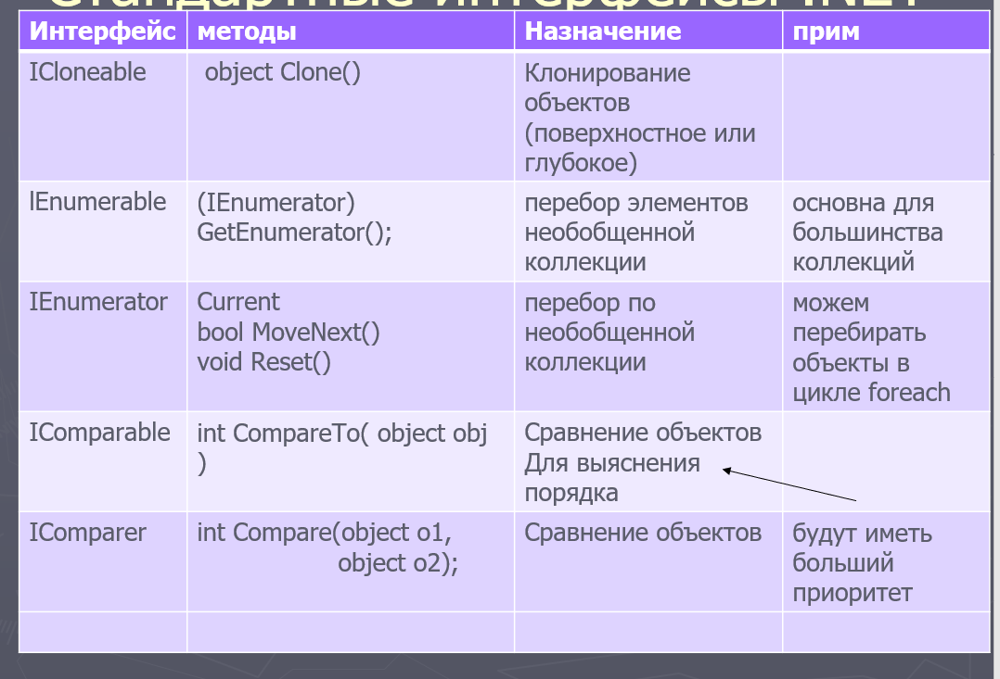 Стандартные интерфейсы .NET
Интерфейс методы Назначение прим
ICloneable object Clone() Клонирование
объектов
(поверхностное или
глубокое)
lEnumerable (IEnumerator) перебор элементов основна для
GetEnumerator(); необобщенной большинства
коллекции коллекций
IEnumerator Current перебор по можем
bool MoveNext() необобщенной перебирать
void Reset() коллекции объекты в
цикле foreach
IComparable int CompareTo( object obj Сравнение объектов
) Для выяснения
порядка
IComparer int Compare(object o1, Сравнение объектов будут иметь
object o2); больший
приоритет